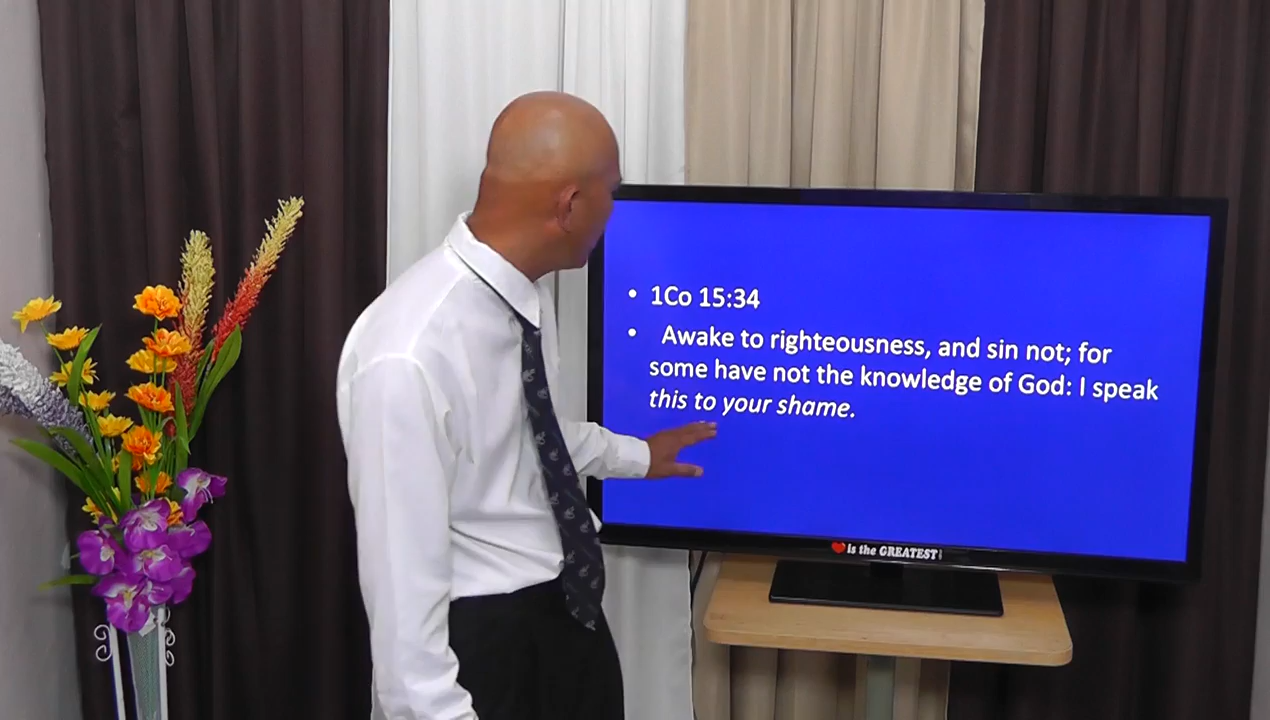 • 1Co 15:34
• Awake to righteousness, and sin not; for
some have not the knowledge of God: I speak
this to your shame.
❤ is the GREATEST!